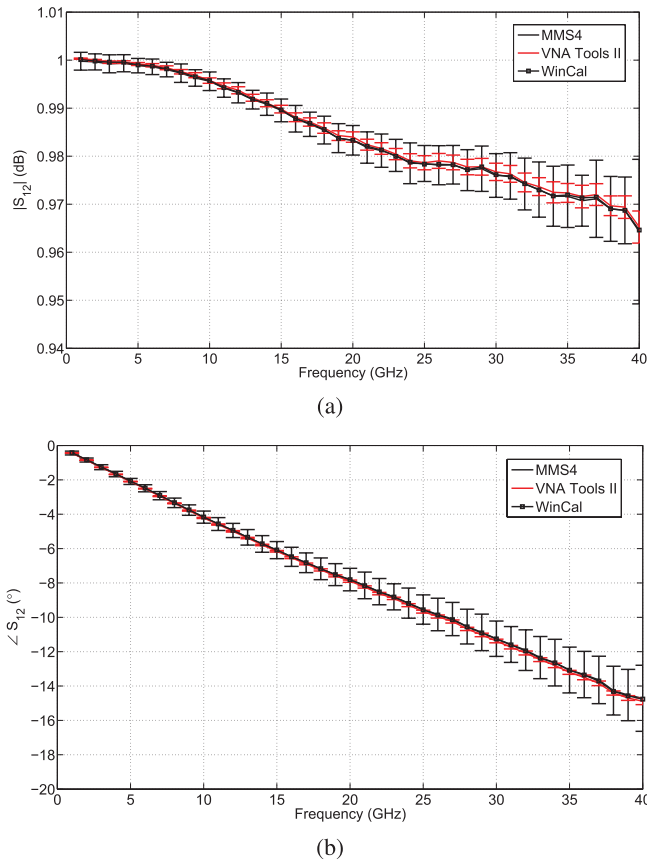 1.01
1
0.99
0.98
0.97
0.96
0.95
0.94
|S12| (dB)
MMS4
VNA Tools II
WinCal
0 5 10 15 20 25 30 35 40
Frequency (GHz)
(a)
0
−2
−4
−6
−8
−10
−12
−14
−16
−18
−20
∠ S12 (°)
MMS4
VNA Tools II
WinCal
0 5 10 15 20 25 30 35 40
Frequency (GHz)
(b)